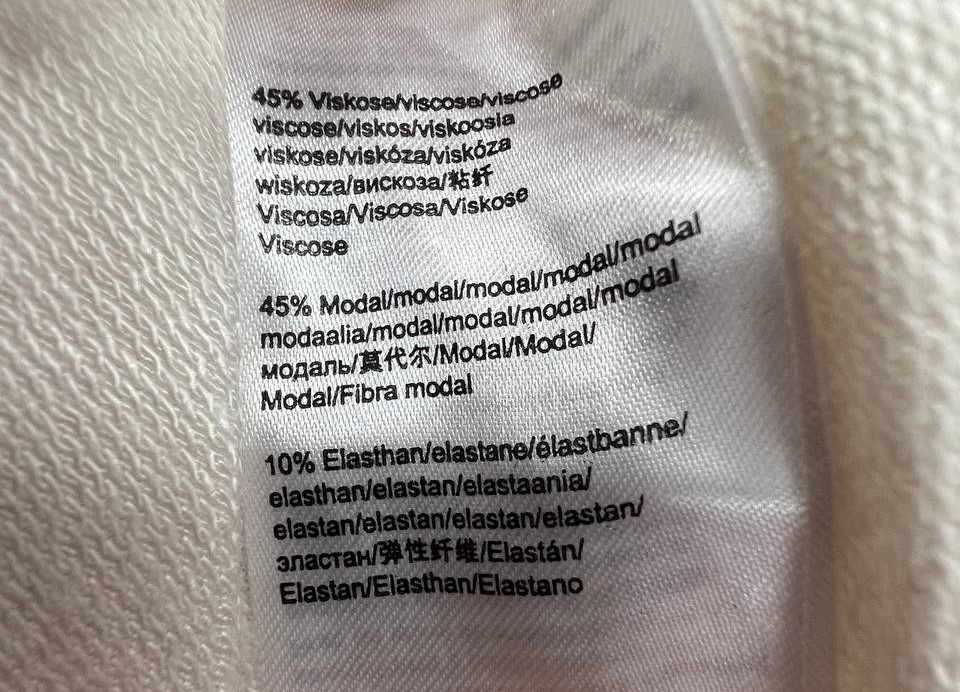 45% Viskose/viscose/viscose
viscose/viskos/viskoosia
viskose/viskóza/viskóza
wiskoza/вискоза/粘纤
Viscosa/Viscosa/Viskose
Viscose
45% Modal/modal/modal/modal/modal
modaalia/modal/modal/modal/modal
модаль/莫代尔/Modal/Modal/
Modal/Fibra modal
10% Elasthan/elastane/élastbanne/
elasthan/elastan/elastaania/
elastan/elastan/elastan/elastan/
эластан/弹性纤维/Elastán/
Elastan/Elasthan/Elastano